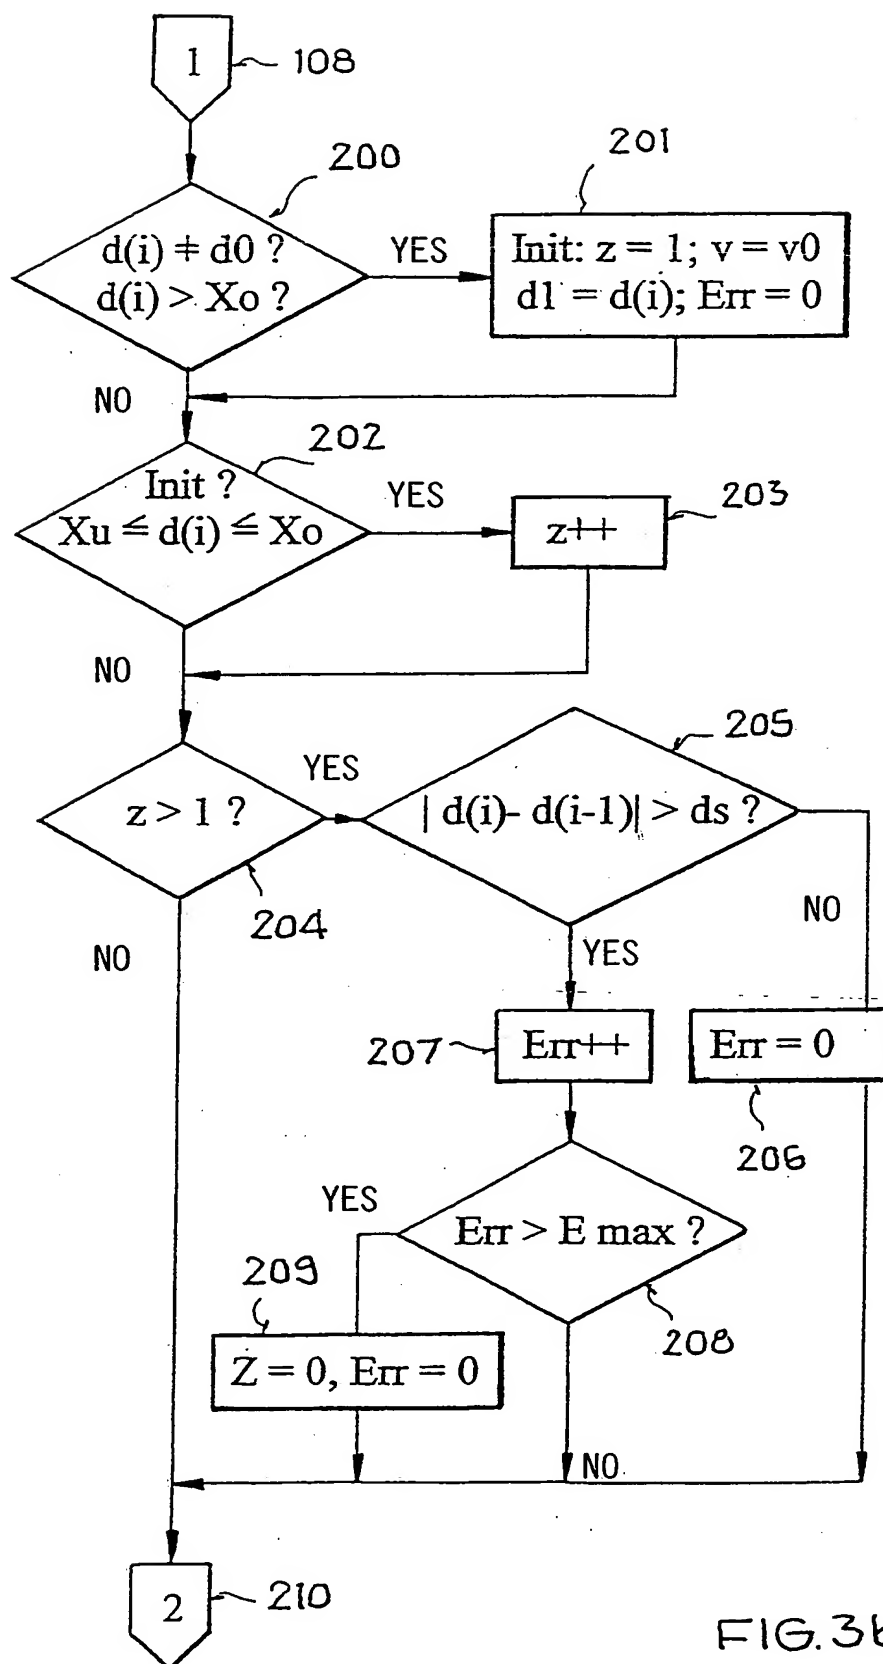 1
108
200
d(i) ≠ d0 ?
d(i) > Xo ?
YES
201
Init: z = 1; v = v0
d1 = d(i); Err = 0
NO
202
Init ?
Xu ≤ d(i) ≤ Xo
YES
203
z++
NO
204
z > 1 ?
YES
205
| d(i)- d(i-1)| > ds ?
NO
NO
YES
207
Err++
Err = 0
206
YES
Err > E max ?
208
209
Z = 0, Err = 0
NO
2
210
FIG. 3b